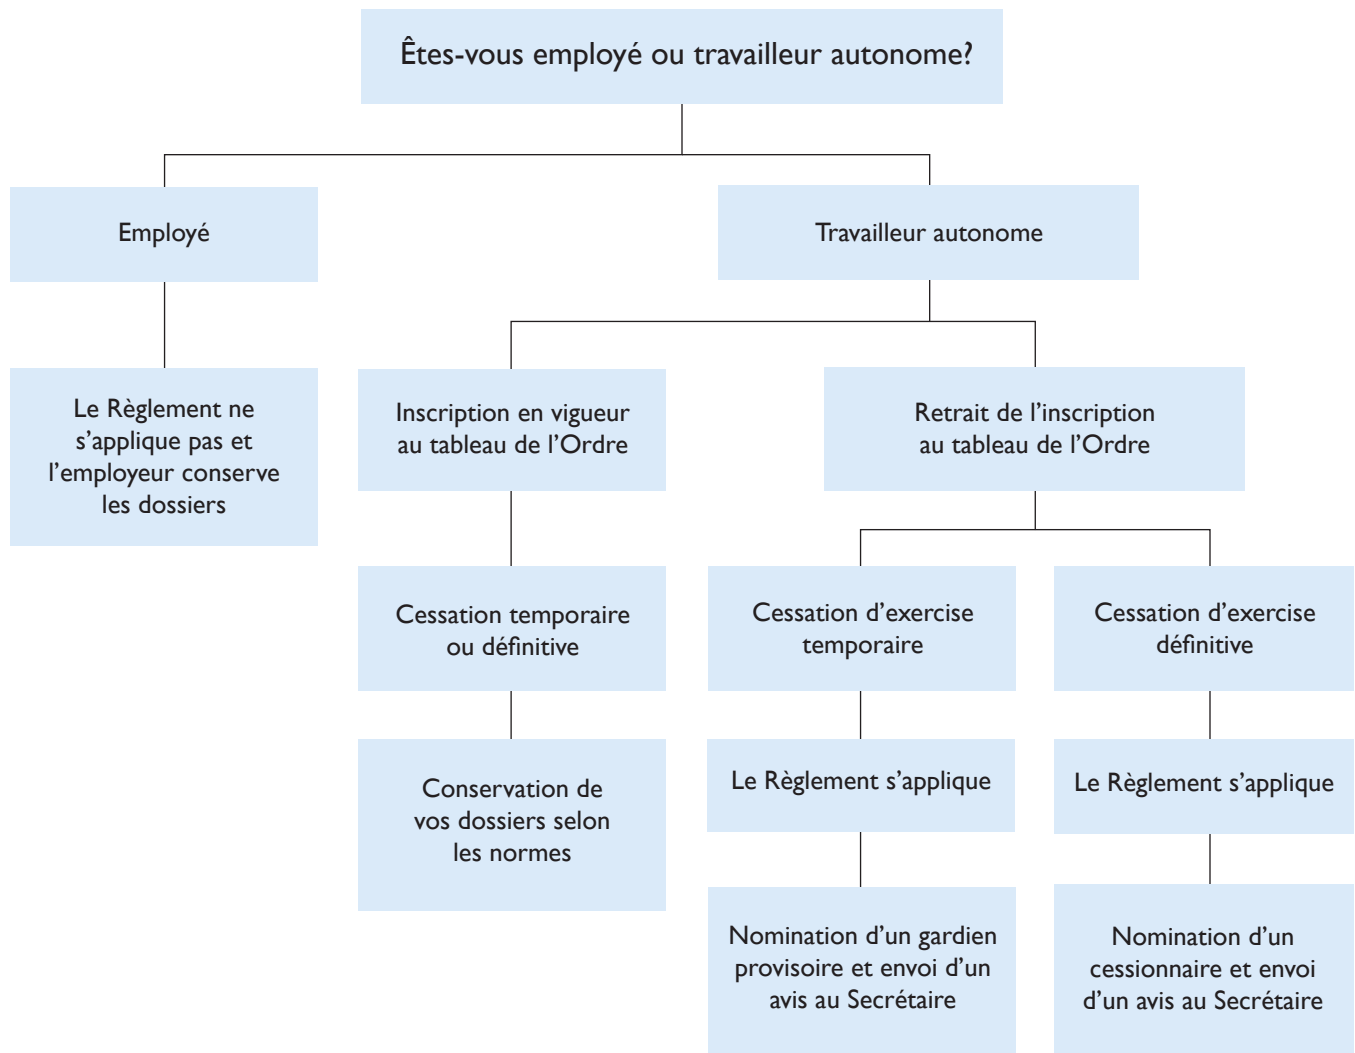 Êtes-vous employé ou travailleur autonome?
Employé
Travailleur autonome
Le Règlement ne
s’applique pas et
l’employeur conserve
les dossiers
Inscription en vigueur
au tableau de l’Ordre
Retrait de l’inscription
au tableau de l’Ordre
Cessation temporaire
ou définitive
Cessation d’exercise
temporaire
Cessation d’exercise
définitive
Conservation de
vos dossiers selon
les normes
Le Règlement s’applique
Le Règlement s’applique
Nomination d’un gardien
provisoire et envoi d’un
avis au Secrétaire
Nomination d’un
cessionnaire et envoi
d’un avis au Secrétaire